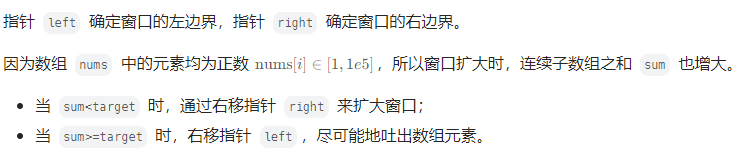 指针 left 确定窗口的左边界，指针 right 确定窗口的右边界。
因为数组 nums 中的元素均为正数 nums[i] ∈ [1, 1e5]，所以窗口扩大时，连续子数组之和 sum 也增大。
• 当 sum<target 时，通过右移指针 right 来扩大窗口；
• 当 sum>=target 时，右移指针 left，尽可能地吐出数组元素。